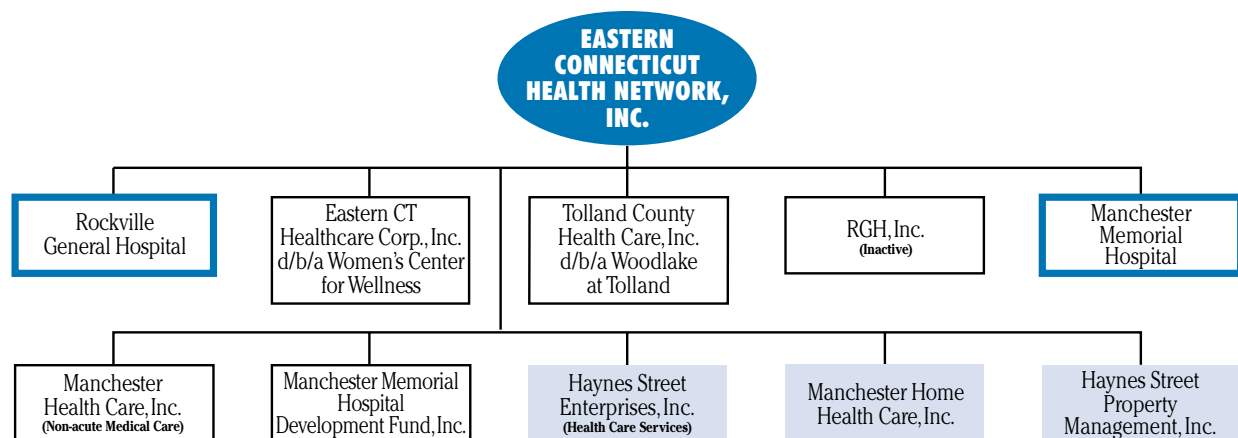 EASTERN
CONNECTICUT
HEALTH NETWORK,
INC.
Rockville
General Hospital
Eastern CT
Healthcare Corp., Inc.
d/b/a Women's Center
for Wellness
Tolland County
Health Care, Inc.
d/b/a Woodlake
at Tolland
RGH, Inc.
(Inactive)
Manchester
Memorial
Hospital
Manchester
Health Care, Inc.
(Non-acute Medical Care)
Manchester Memorial
Hospital
Development Fund, Inc.
Haynes Street
Enterprises, Inc.
(Health Care Services)
Manchester Home
Health Care, Inc.
Haynes Street
Property
Management, Inc.